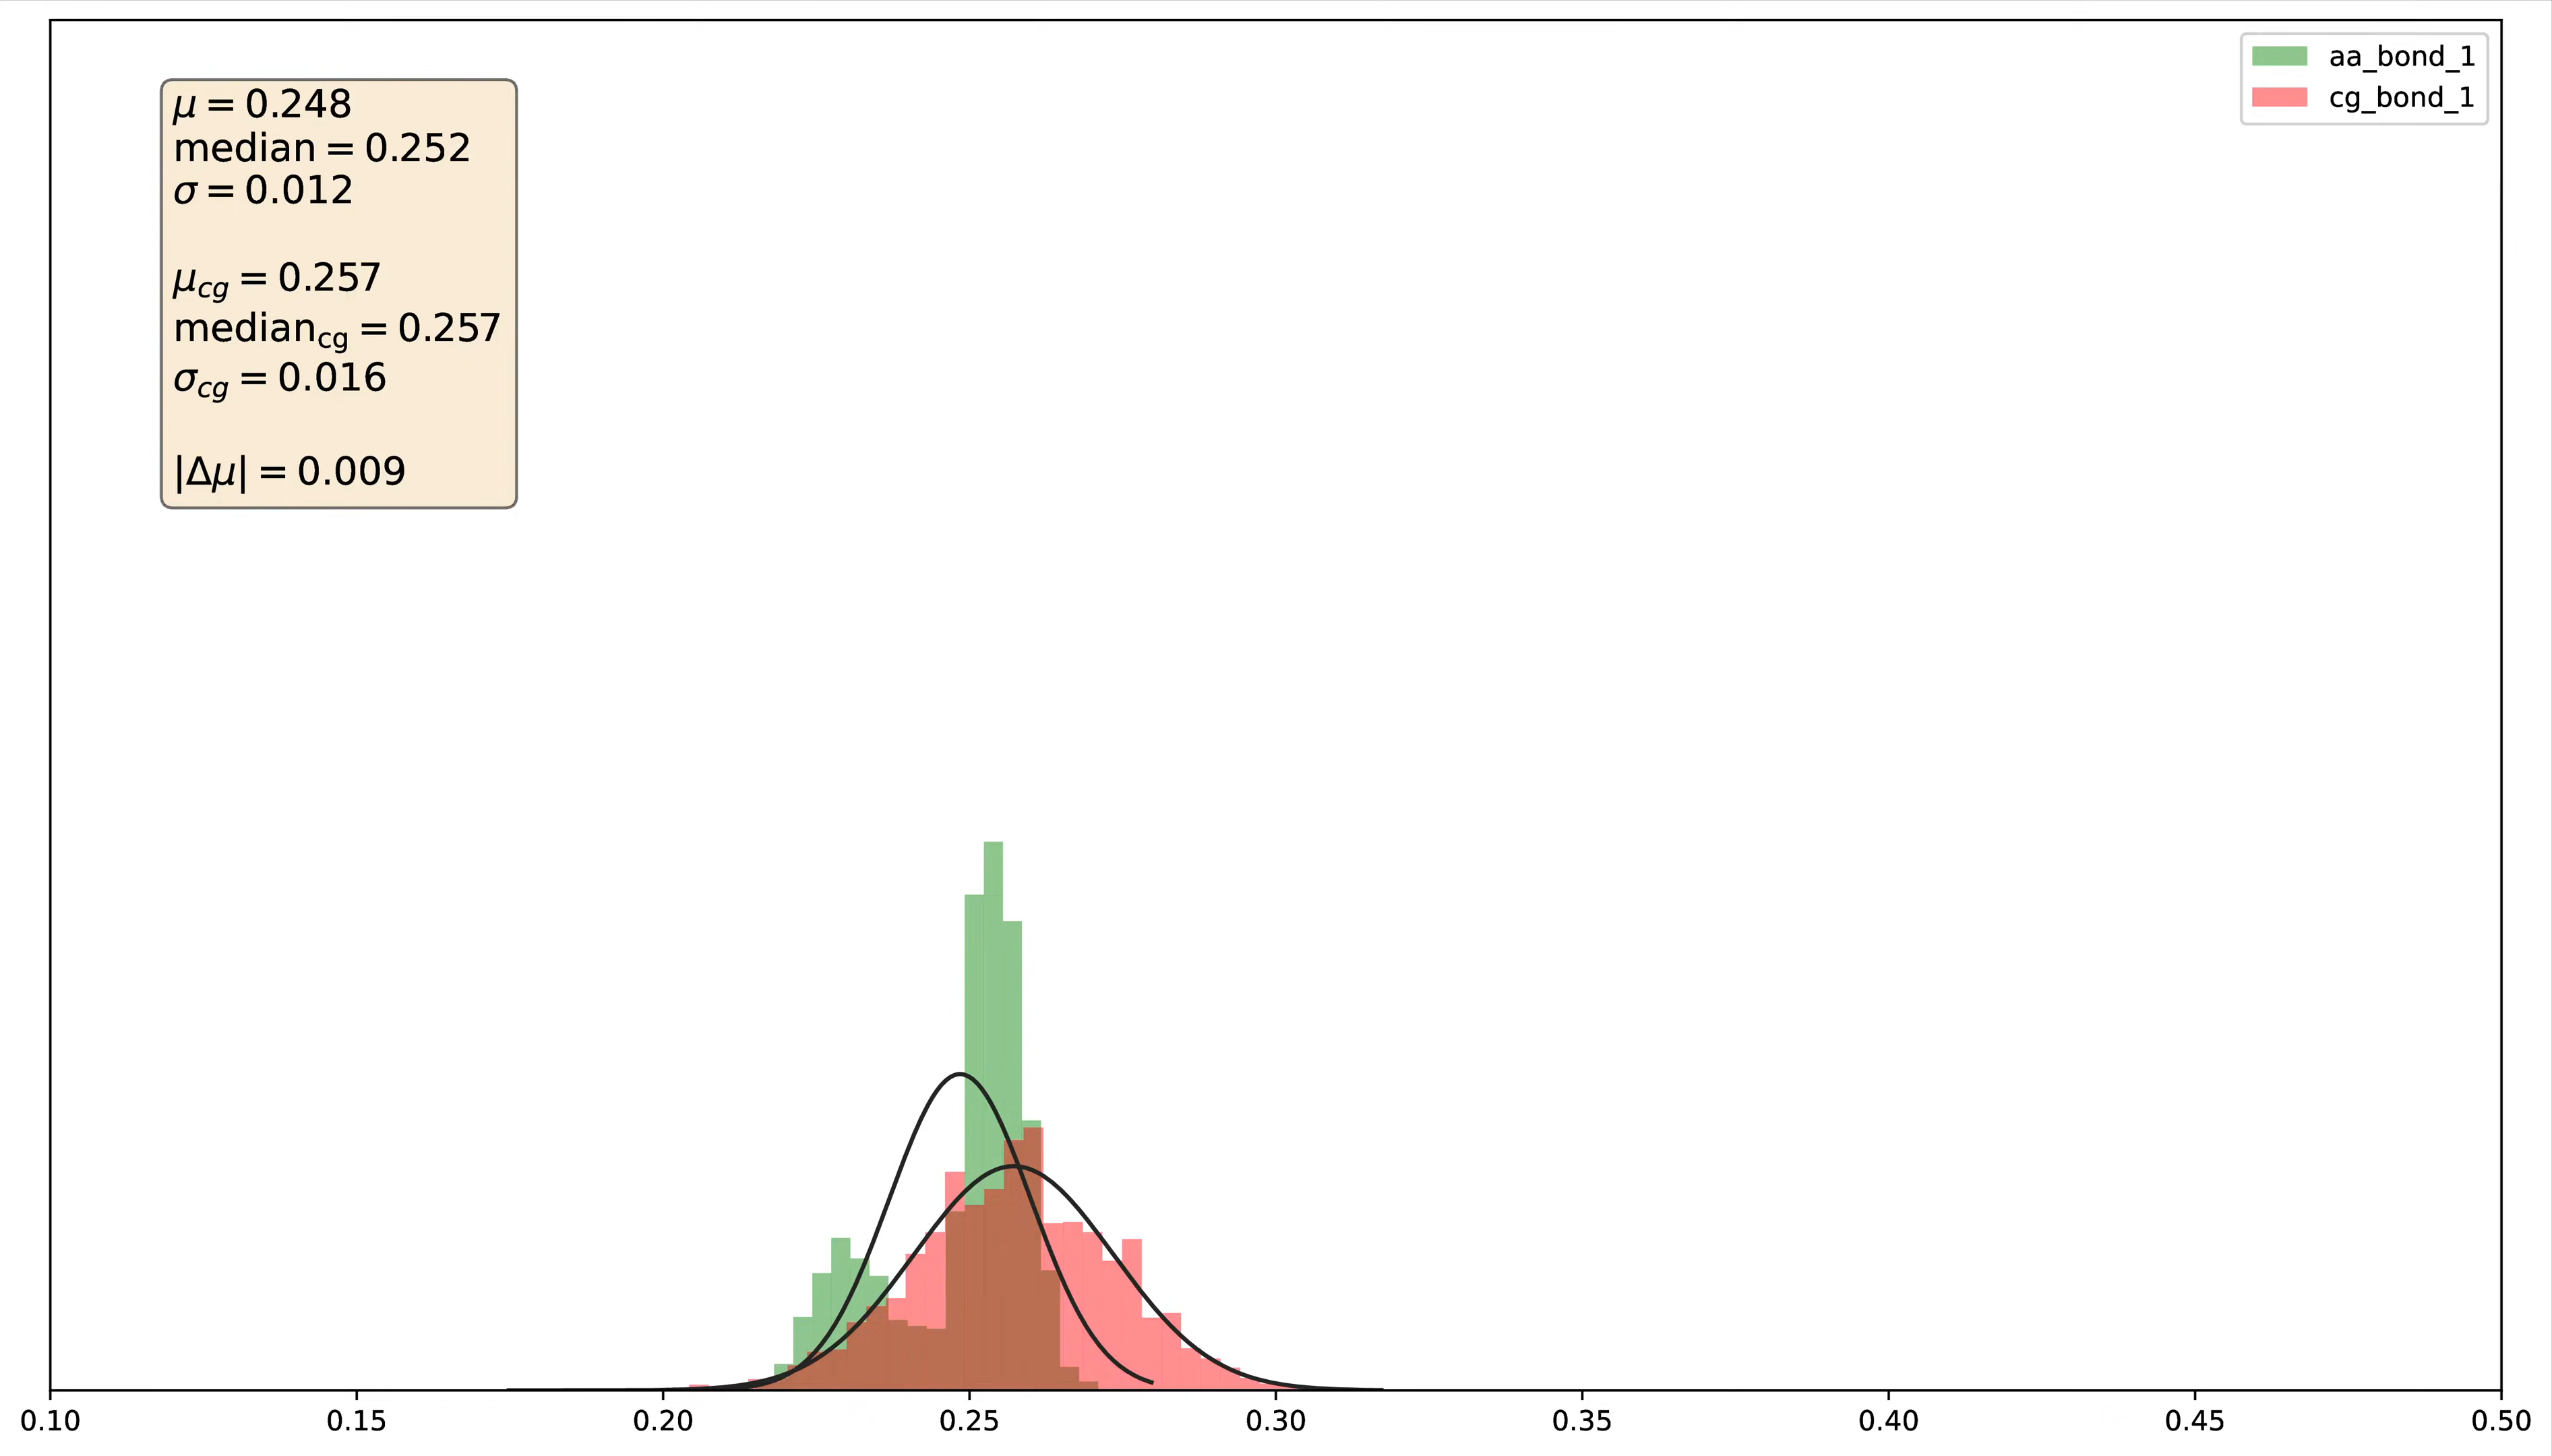 μ = 0.248
median = 0.252
σ = 0.012
μcg = 0.257
mediancg = 0.257
σcg = 0.016
|Δμ| = 0.009
aa_bond_1
cg_bond_1
0.10 0.15 0.20 0.25 0.30 0.35 0.40 0.45 0.50